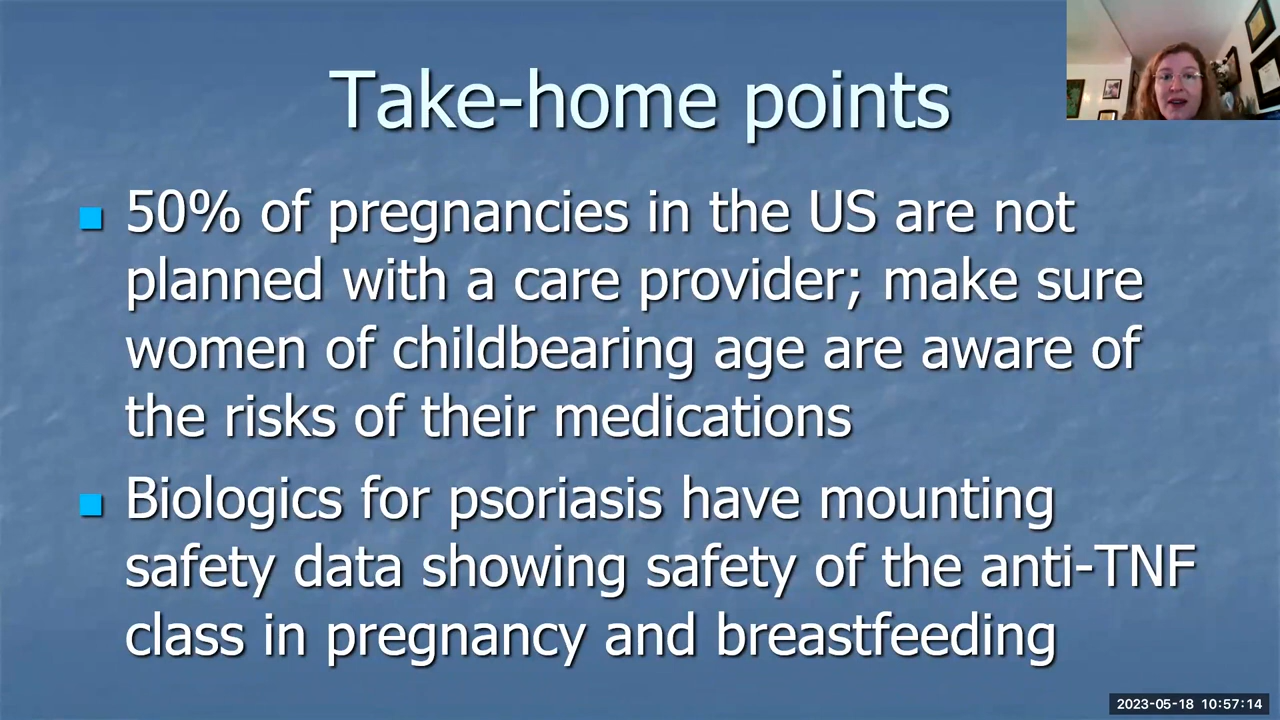 Take-home points
50% of pregnancies in the US are not
planned with a care provider; make sure
women of childbearing age are aware of
the risks of their medications
Biologics for psoriasis have mounting
safety data showing safety of the anti-TNF
class in pregnancy and breastfeeding
2023-05-18 10:57:14